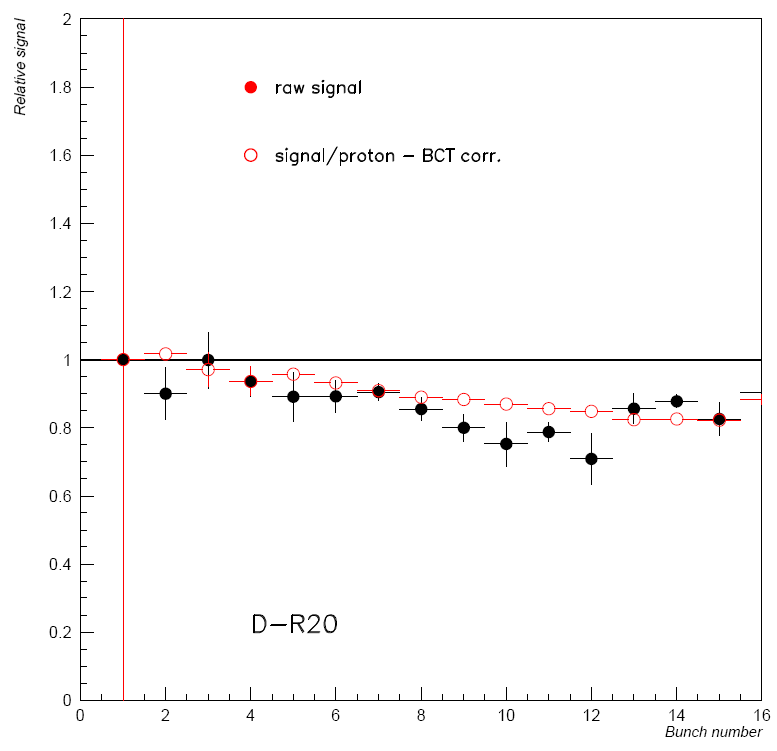 Relative signal
2
1.8
raw signal
1.6
signal/proton – BCT corr.
1.4
1.2
1
0.8
0.6
0.4
D–R20
0.2
0
0 2 4 6 8 10 12 14 16
Bunch number